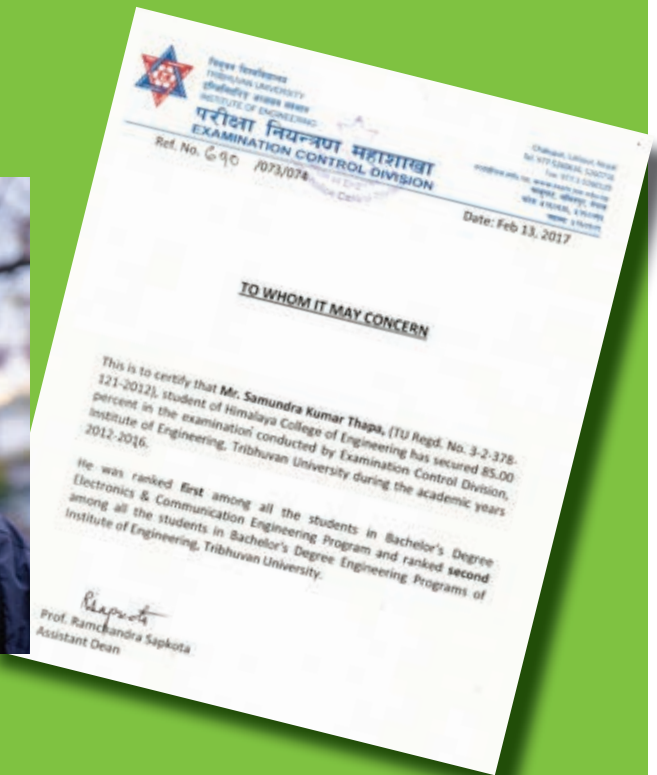 त्रिभुवन विश्वविद्यालय
TRIBHUVAN UNIVERSITY
INSTITUTE OF ENGINEERING
परीक्षा नियन्त्रण महाशाखा
EXAMINATION CONTROL DIVISION
Ref. No. 690 /073/074
Date: Feb 13, 2017
TO WHOM IT MAY CONCERN
This is to certify that Mr. Samundra Kumar Thapa, (TU Regd. No. 3-2-378-
121-2012), student of Himalaya College of Engineering has secured 85.00
percent in the examination conducted by Examination Control Division,
Institute of Engineering, Tribhuvan University during the academic years
2012-2016.
He was ranked first among all the students in Bachelor's Degree
Electronics & Communication Engineering Program and ranked second
among all the students in Bachelor's Degree Engineering Programs of
Institute of Engineering, Tribhuvan University.
Prof. Ramchandra Sapkota
Assistant Dean